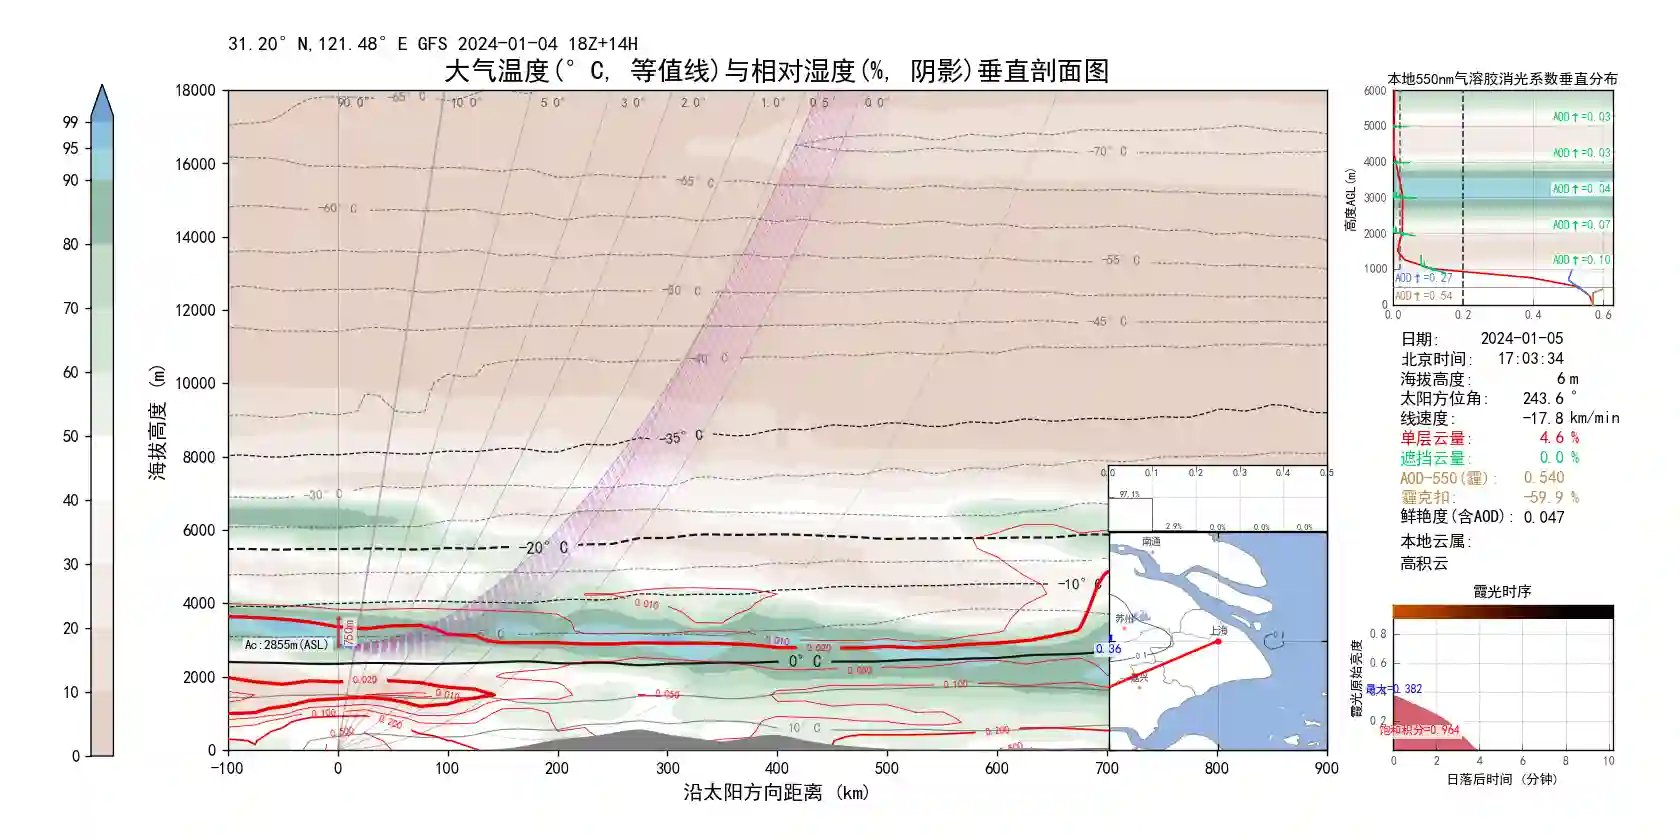 31.20°N,121.48°E GFS 2024-01-04 18Z+14H
大气温度(°C, 等值线)与相对湿度(%, 阴影)垂直剖面图
99
95
90
80
70
60
50
40
30
20
10
0
海拔高度 (m)
18000
16000
14000
12000
10000
8000
6000
4000
2000
0
90.0° -65°C 10.0° 5.0° 3.0° 2.0° 1.0° 0.5° 0.0°
-70°C
-65°C
-60°C
-55°C
-50°C
-45°C
-40°C
-35°C
-30°C
-20°C
-10°C
0°C
10°C
0.010
0.010
0.020
0.020
0.010
0.050
0.100
0.100
0.200
0.500
0.200
750m
Ac:2855m(ASL)
-100 0 100 200 300 400 500 600 700 800 900
沿太阳方向距离 (km)
0.0 0.1 0.2 0.3 0.4 0.5
97.1%
2.9% 0.0% 0.0% 0.0%
南通
苏州
上海
嘉兴
0.1
0.36
本地550nm气溶胶消光系数垂直分布
高度AGL(m)
6000
5000
4000
3000
2000
1000
0
AOD↑=0.03
AOD↑=0.03
AOD↑=0.04
AOD↑=0.07
AOD↑=0.10
AOD↑=0.27
AOD↑=0.54
0.0 0.2 0.4 0.6
日期: 2024-01-05
北京时间: 17:03:34
海拔高度: 6 m
太阳方位角: 243.6 °
线速度: -17.8 km/min
单层云量: 4.6 %
遮挡云量: 0.0 %
AOD-550(霾): 0.540
霾克扣: -59.9 %
鲜艳度(含AOD): 0.047
本地云属:
高积云
霞光时序
霞光原始亮度
0.8
0.6
0.2
最大=0.382
饱和积分=0.964
0 2 4 6 8 10
日落后时间 (分钟)